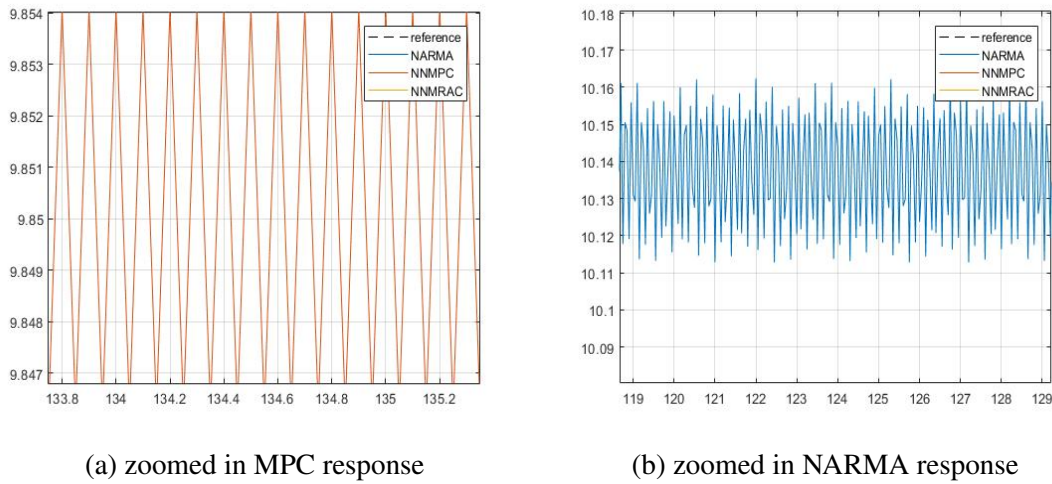 9.854
9.853
9.852
9.851
9.85
9.849
9.848
9.847
133.8 134 134.2 134.4 134.6 134.8 135 135.2
reference
NARMA
NNMPC
NNMRAC
(a) zoomed in MPC response
10.18
10.17
10.16
10.15
10.14
10.13
10.12
10.11
10.1
10.09
119 120 121 122 123 124 125 126 127 128 129
reference
NARMA
NNMPC
NNMRAC
(b) zoomed in NARMA response